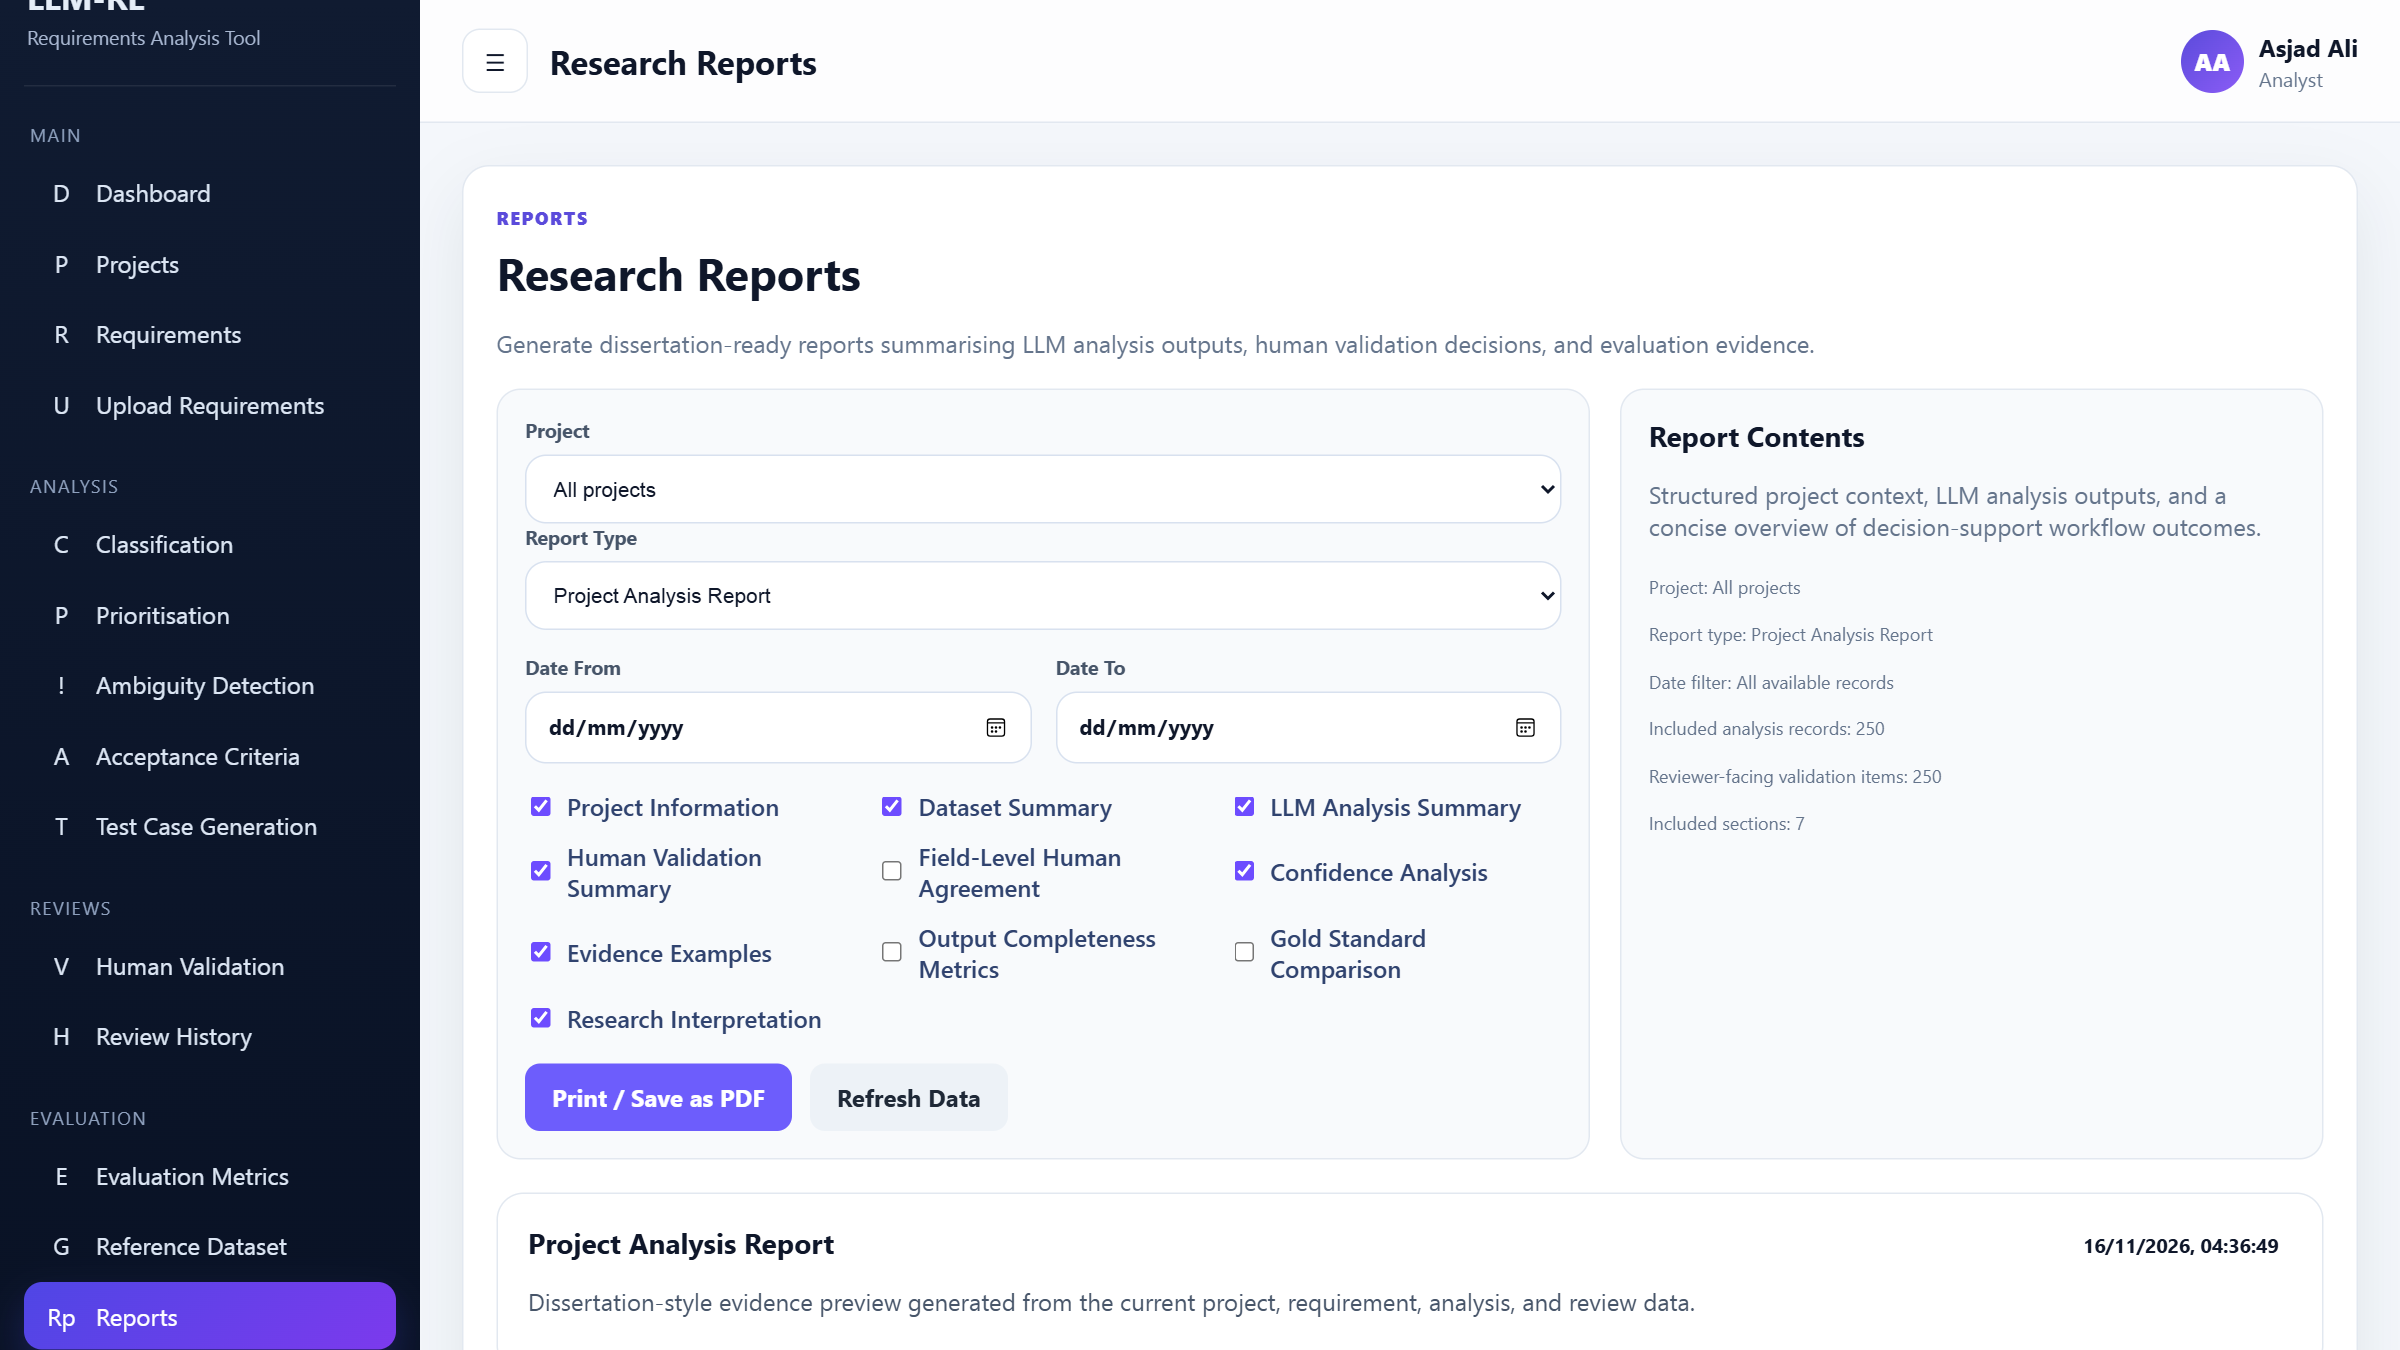 LLM-RE
Requirements Analysis Tool
MAIN
D Dashboard
P Projects
R Requirements
U Upload Requirements
ANALYSIS
C Classification
P Prioritisation
! Ambiguity Detection
A Acceptance Criteria
T Test Case Generation
REVIEWS
V Human Validation
H Review History
EVALUATION
E Evaluation Metrics
G Reference Dataset
Rp Reports
Research Reports
AA
Asjad Ali
Analyst
REPORTS
Research Reports
Generate dissertation-ready reports summarising LLM analysis outputs, human validation decisions, and evaluation evidence.
Project
All projects
Report Type
Project Analysis Report
Date From
Date To
dd/mm/yyyy
dd/mm/yyyy
Project Information
Dataset Summary
LLM Analysis Summary
Human Validation
Summary
Field-Level Human
Agreement
Confidence Analysis
Evidence Examples
Output Completeness
Metrics
Gold Standard
Comparison
Research Interpretation
Print / Save as PDF
Refresh Data
Report Contents
Structured project context, LLM analysis outputs, and a
concise overview of decision-support workflow outcomes.
Project: All projects
Report type: Project Analysis Report
Date filter: All available records
Included analysis records: 250
Reviewer-facing validation items: 250
Included sections: 7
Project Analysis Report
16/11/2026, 04:36:49
Dissertation-style evidence preview generated from the current project, requirement, analysis, and review data.